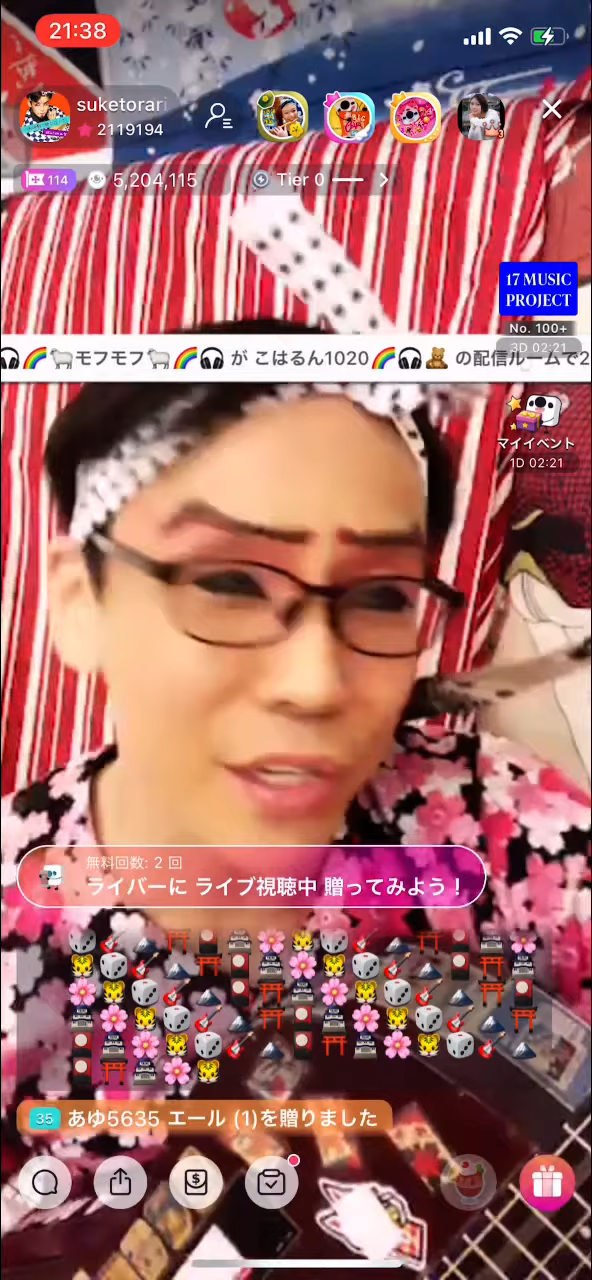 21:38
suketorari
2119194
3
114
5,204,115
Tier 0
17 MUSIC
PROJECT
No. 100+
3D 02:21
🎧🌈🐑モフモフ🐑🌈🎧 が こはるん1020🌈🎧🧸 の配信ルームで2
マイイベント
1D 02:21
無料回数: 2 回
ライバーに ライブ視聴中 贈ってみよう！
35 あゆ5635 エール (1)を贈りました